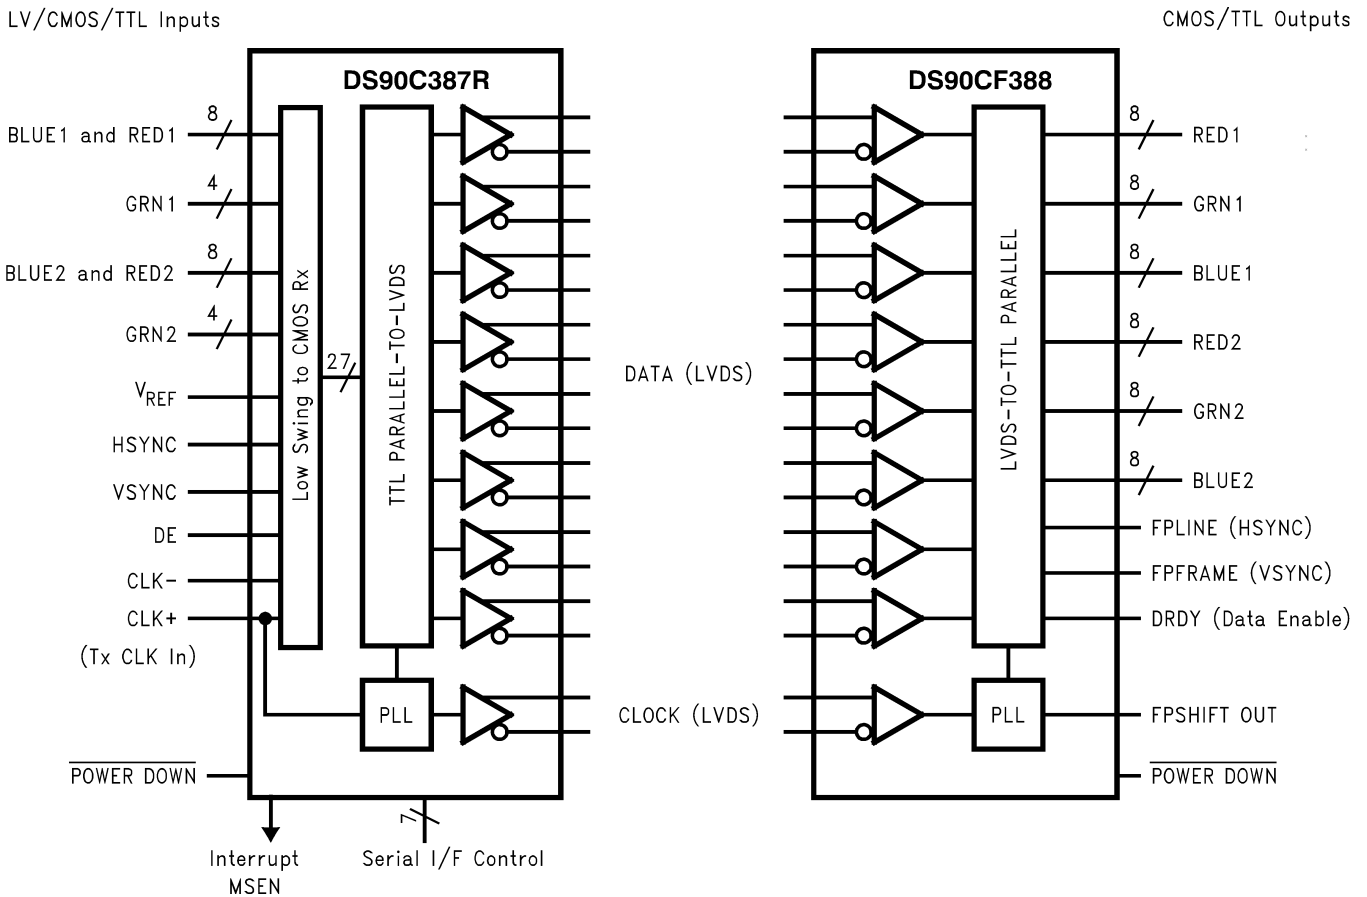 LV/CMOS/TTL Inputs
CMOS/TTL Outputs
DS90C387R
DS90CF388
BLUE1 and RED1
8
GRN1
4
BLUE2 and RED2
8
GRN2
4
VREF
HSYNC
VSYNC
DE
CLK-
CLK+
(Tx CLK In)
POWER DOWN
Low Swing to CMOS Rx
27
TTL PARALLEL-TO-LVDS
PLL
Interrupt
MSEN
7
Serial I/F Control
DATA (LVDS)
CLOCK (LVDS)
LVDS-TO-TTL PARALLEL
PLL
8
RED1
8
GRN1
8
BLUE1
8
RED2
8
GRN2
8
BLUE2
FPLINE (HSYNC)
FPFRAME (VSYNC)
DRDY (Data Enable)
FPSHIFT OUT
POWER DOWN